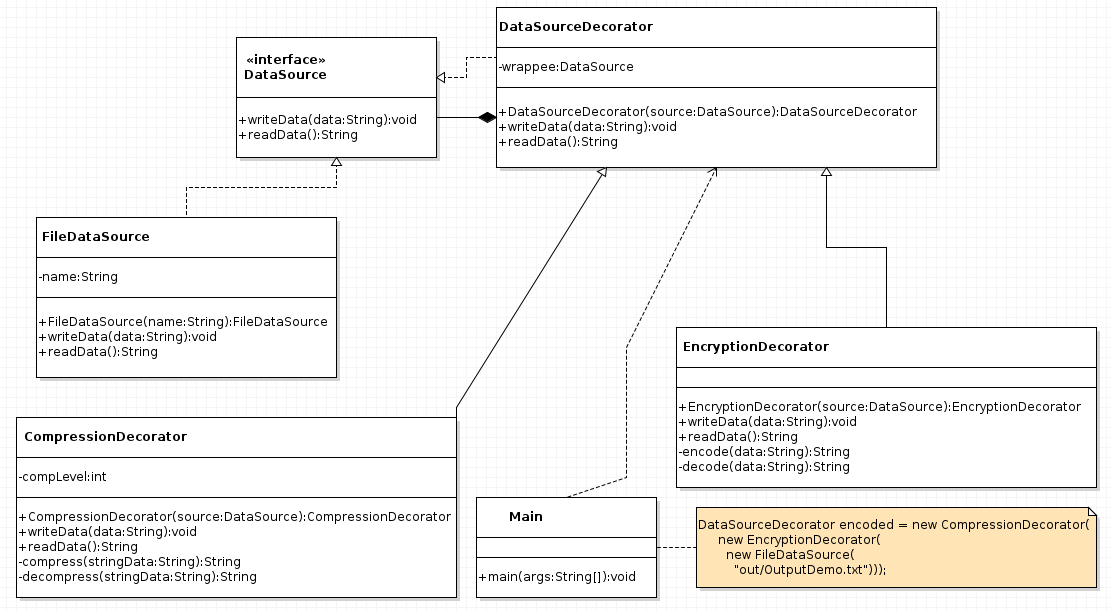 «interface»
DataSource
+writeData(data:String):void
+readData():String
DataSourceDecorator
-wrappee:DataSource
+DataSourceDecorator(source:DataSource):DataSourceDecorator
+writeData(data:String):void
+readData():String
FileDataSource
-name:String
+FileDataSource(name:String):FileDataSource
+writeData(data:String):void
+readData():String
EncryptionDecorator
+EncryptionDecorator(source:DataSource):EncryptionDecorator
+writeData(data:String):void
+readData():String
-encode(data:String):String
-decode(data:String):String
CompressionDecorator
-compLevel:int
+CompressionDecorator(source:DataSource):CompressionDecorator
+writeData(data:String):void
+readData():String
-compress(stringData:String):String
-decompress(stringData:String):String
Main
+main(args:String[]):void
DataSourceDecorator encoded = new CompressionDecorator(
new EncryptionDecorator(
new FileDataSource(
"out/OutputDemo.txt")));